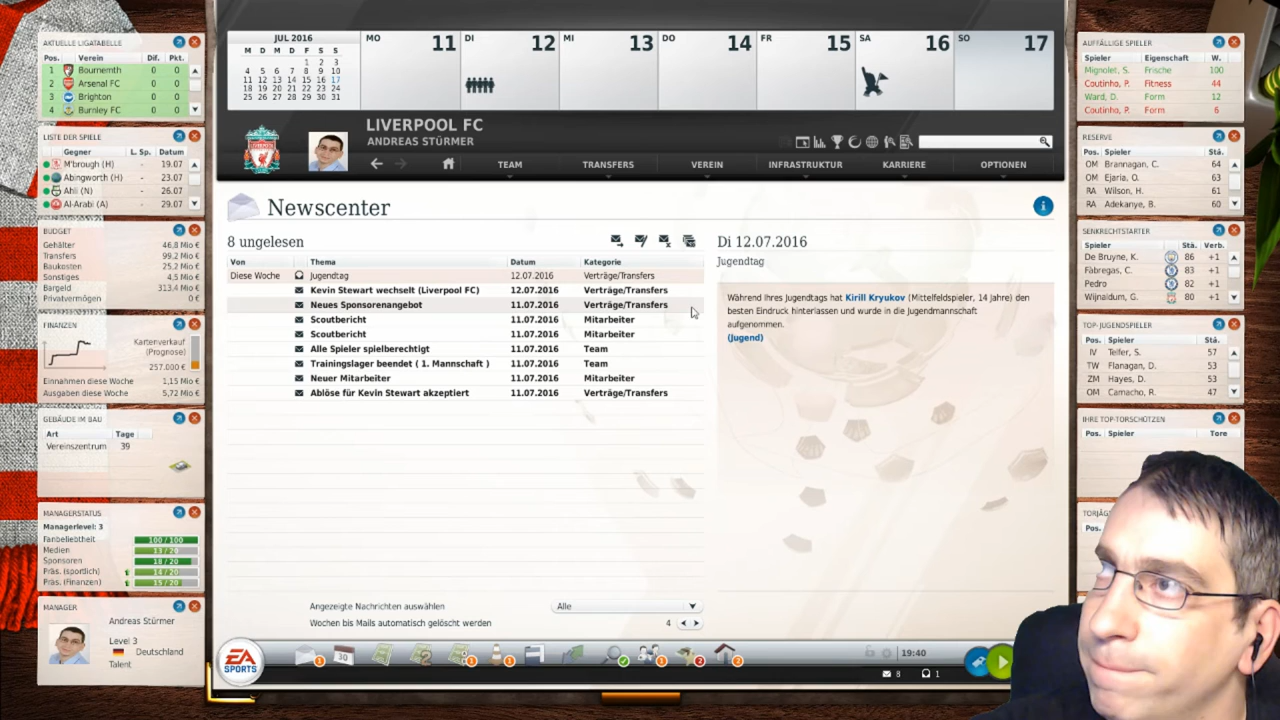 AKTUELLE LIGATABELLE
Pos. Verein Dif. Pkt.
1 Bournemth 0 0
2 Arsenal FC 0 0
3 Brighton 0 0
4 Burnley FC 0 0
LISTE DER SPIELE
Gegner L. Sp. Datum
M'brough (H) - 19.07
Abingworth (H) - 23.07
Ahli (N) - 26.07
Al-Arabi (A) - 29.07
BUDGET
Gehälter 46,8 Mio €
Transfers 99,2 Mio €
Baukosten 25,2 Mio €
Sonstiges 4,5 Mio €
Bargeld 313,4 Mio €
Privatvermögen 0 €
FINANZEN
Kartenverkauf
(Prognose)
257.000 €
Einnahmen diese Woche 1,15 Mio €
Ausgaben diese Woche 5,72 Mio €
GEBÄUDE IM BAU
Art Tage
Vereinszentrum 39
MANAGERSTATUS
Managerlevel: 3
Fanbeliebtheit 100 / 100
Medien 13 / 20
Sponsoren 18 / 20
Präs. (sportlich) 14 / 20
Präs. (Finanzen) 15 / 20
MANAGER
Andreas Stürmer
Level 3
Deutschland
Talent
JUL 2016
M D M D F S S
1 2 3
4 5 6 7 8 9 10
11 12 13 14 15 16 17
18 19 20 21 22 23 24
25 26 27 28 29 30 31
MO 11 DI 12 MI 13 DO 14 FR 15 SA 16 SO 17
LIVERPOOL FC
ANDREAS STÜRMER
TEAM TRANSFERS VEREIN INFRASTRUKTUR KARRIERE OPTIONEN
Newscenter
8 ungelesen
Von Thema Datum Kategorie
Diese Woche Jugendtag 12.07.2016 Verträge/Transfers
Kevin Stewart wechselt (Liverpool FC) 12.07.2016 Verträge/Transfers
Neues Sponsorenangebot 11.07.2016 Verträge/Transfers
Scoutbericht 11.07.2016 Mitarbeiter
Scoutbericht 11.07.2016 Mitarbeiter
Alle Spieler spielberechtigt 11.07.2016 Team
Trainingslager beendet ( 1. Mannschaft ) 11.07.2016 Team
Neuer Mitarbeiter 11.07.2016 Mitarbeiter
Ablöse für Kevin Stewart akzeptiert 11.07.2016 Verträge/Transfers
Angezeigte Nachrichten auswählen Alle
Wochen bis Mails automatisch gelöscht werden 4
Di 12.07.2016
Jugendtag
Während Ihres Jugendtags hat Kirill Kryukov (Mittelfeldspieler, 14 Jahre) den
besten Eindruck hinterlassen und wurde in die Jugendmannschaft
aufgenommen.
(Jugend)
EA
SPORTS
1 30 2 1 1 1 2 2
19:40
8 1
AUFFÄLLIGE SPIELER
Spieler Eigenschaft W.
Mignolet, S. Frische 100
Coutinho, P. Fitness 44
Ward, D. Form 12
Coutinho, P. Form 6
RESERVE
Pos. Spieler Stä.
OM Brannagan, C. 64
OM Ejaria, O. 63
RA Wilson, H. 61
RA Adekanye, B. 60
SENKRECHTSTARTER
Spieler Stä. Verb.
De Bruyne, K. 86 +1
Fàbregas, C. 83 +1
Pedro 82 +1
Wijnaldum, G. 80 +1
TOP-JUGENDSPIELER
Pos. Spieler Stä.
IV Telfer, S. 57
TW Flanagan, D. 53
ZM Hayes, D. 53
OM Camacho, R. 47
IHRE TOP-TORSCHÜTZEN
Pos. Spieler Tore
Pos.